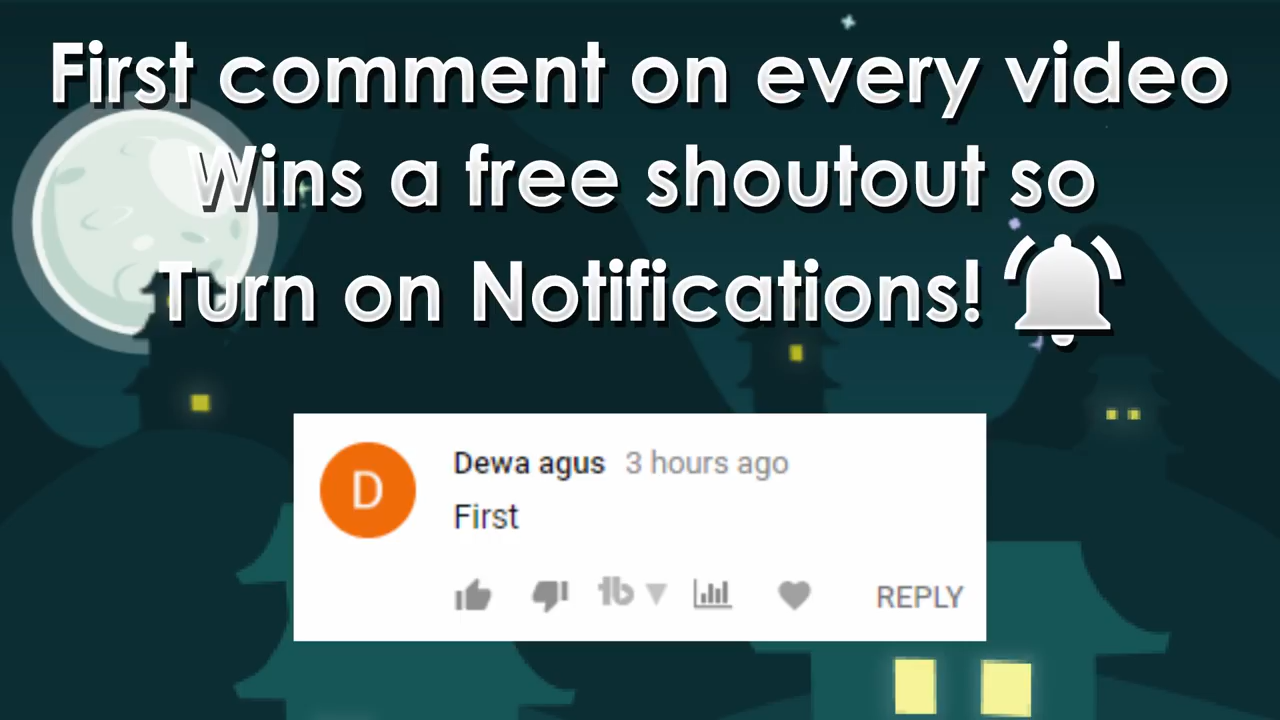 First comment on every video
Wins a free shoutout so
Turn on Notifications!
D
Dewa agus 3 hours ago
First
tb
REPLY